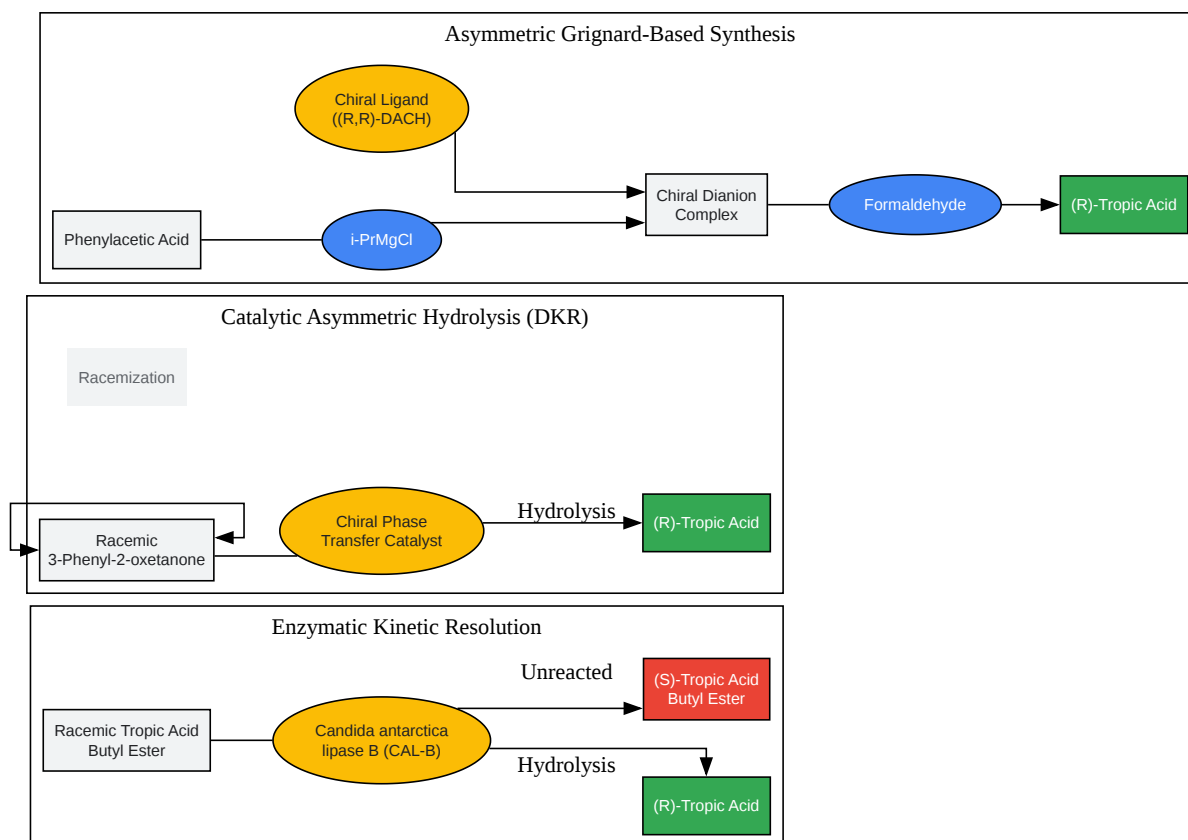 Asymmetric Grignard-Based Synthesis
Chiral Ligand
((R,R)-DACH)
Phenylacetic Acid
i-PrMgCl
Chiral Dianion
Complex
Formaldehyde
(R)-Tropic Acid
Catalytic Asymmetric Hydrolysis (DKR)
Racemization
Racemic
3-Phenyl-2-oxetanone
Chiral Phase
Transfer Catalyst
Hydrolysis
(R)-Tropic Acid
Enzymatic Kinetic Resolution
Racemic Tropic Acid
Butyl Ester
Candida antarctica
lipase B (CAL-B)
Unreacted
(S)-Tropic Acid
Butyl Ester
Hydrolysis
(R)-Tropic Acid